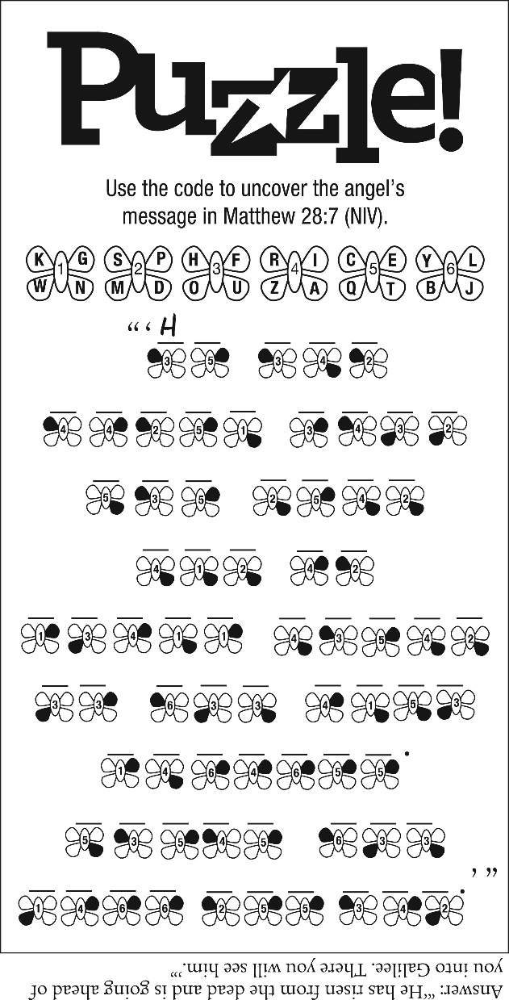 Puzzle!
Use the code to uncover the angel's
message in Matthew 28:7 (NIV).
K G S P H F R I C E Y L
1 2 3 4 5 6
W N M D O U Z A Q T B J
“ ‘ H
3 5 3 4 2
4 4 2 5 1 3 4 3 2
5 3 5 2 5 4 2
4 1 2 4 2
1 3 4 1 1 4 3 5 4 2
3 3 6 3 3 4 1 5 3
1 4 6 4 6 5 5 .
5 3 5 4 5 6 3 3
1 4 6 6 2 5 5 3 4 2 . ’ ”
Answer: “‘He has risen from the dead and is going ahead of
you into Galilee. There you will see him.’”